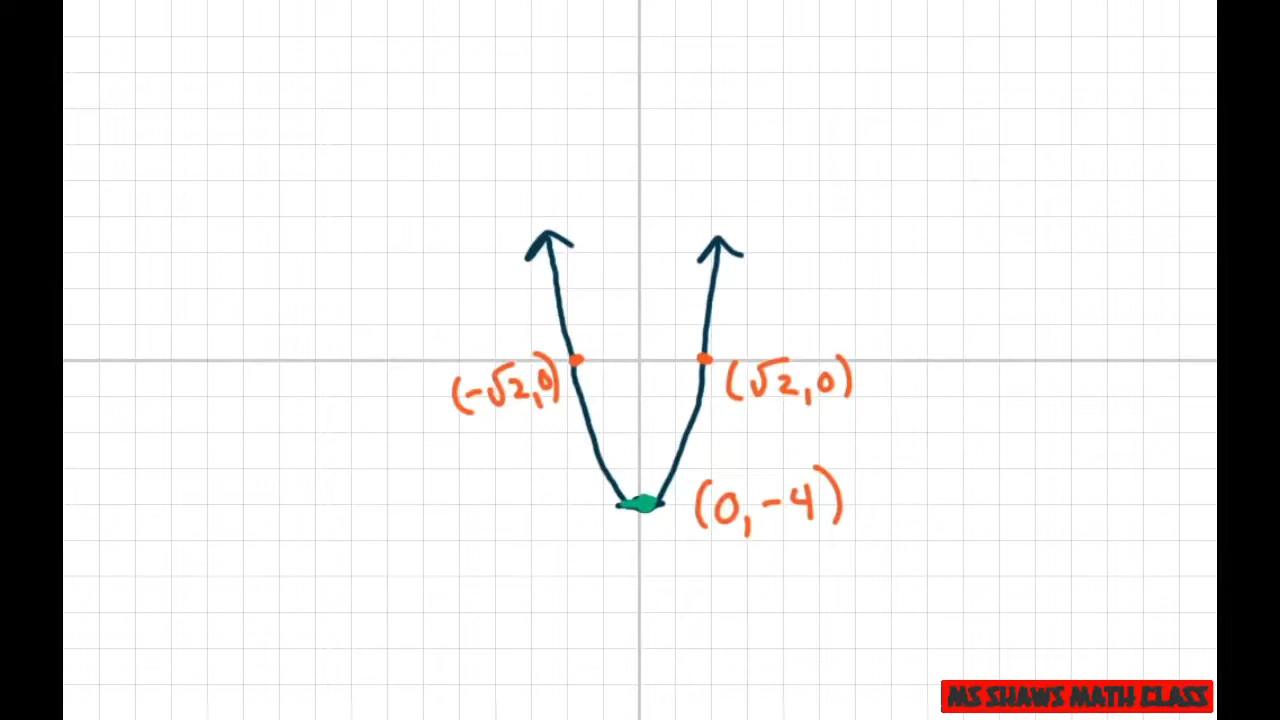 (-√2,0)
(√2,0)
(0,-4)
MS SHAWS MATH CLASS